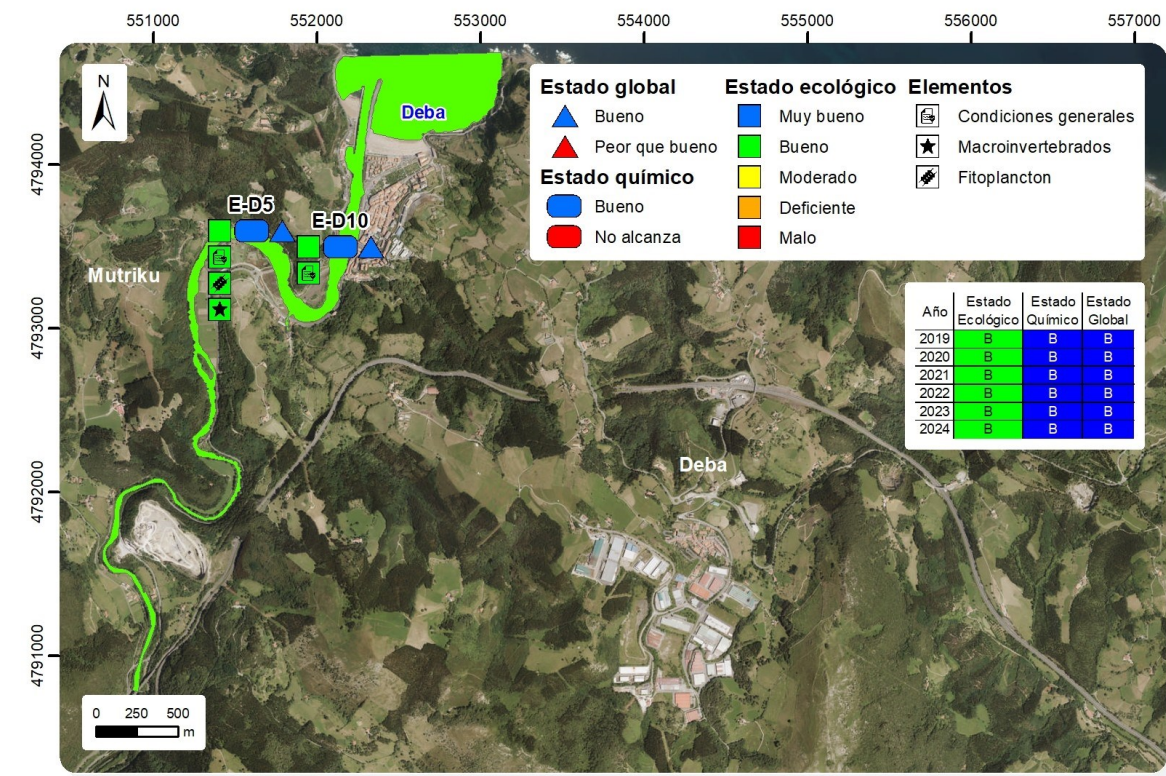 551000 552000 553000 554000 555000 556000 557000
4794000
4793000
4792000
4791000
N
Deba
E-D5
E-D10
Mutriku
Deba
Estado global
Bueno
Peor que bueno
Estado químico
Bueno
No alcanza
Estado ecológico
Muy bueno
Bueno
Moderado
Deficiente
Malo
Elementos
Condiciones generales
Macroinvertebrados
Fitoplancton
Año Estado Ecológico Estado Químico Estado Global
2019 B B B
2020 B B B
2021 B B B
2022 B B B
2023 B B B
2024 B B B
0 250 500
m